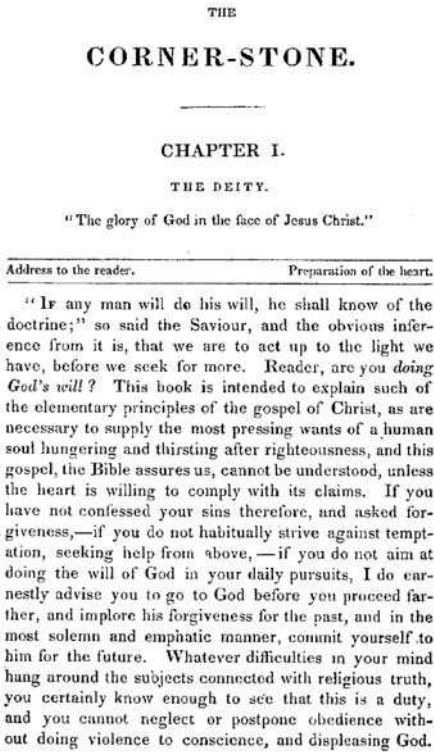 THE
CORNER-STONE.
CHAPTER I.
THE DEITY.
"The glory of God in the face of Jesus Christ."
Address to the reader. Preparation of the heart.
"IF any man will do his will, he shall know of the
doctrine;" so said the Saviour, and the obvious infer-
ence from it is, that we are to act up to the light we
have, before we seek for more. Reader, are you doing
God's will? This book is intended to explain such of
the elementary principles of the gospel of Christ, as are
necessary to supply the most pressing wants of a human
soul hungering and thirsting after righteousness, and this
gospel, the Bible assures us, cannot be understood, unless
the heart is willing to comply with its claims. If you
have not confessed your sins therefore, and asked for-
giveness,—if you do not habitually strive against tempt-
ation, seeking help from above,—if you do not aim at
doing the will of God in your daily pursuits, I do ear-
nestly advise you to go to God before you proceed far-
ther, and implore his forgiveness for the past, and in the
most solemn and emphatic manner, commit yourself to
him for the future. Whatever difficulties in your mind
hang around the subjects connected with religious truth,
you certainly know enough to see that this is a duty,
and you cannot neglect or postpone obedience with-
out doing violence to conscience, and displeasing God.